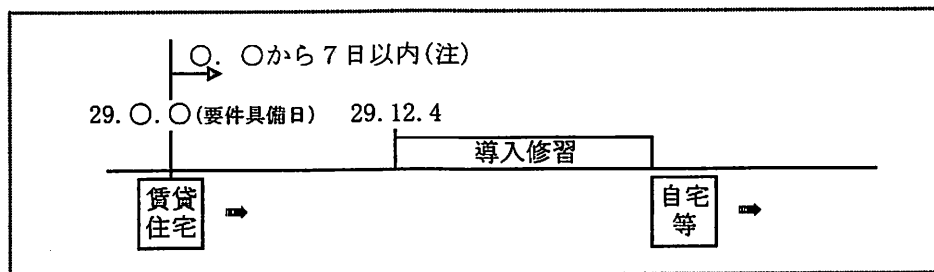 ○. ○から7日以内(注)
29.○.○(要件具備日) 29.12.4
導入修習
賃貸
住宅
自宅
等